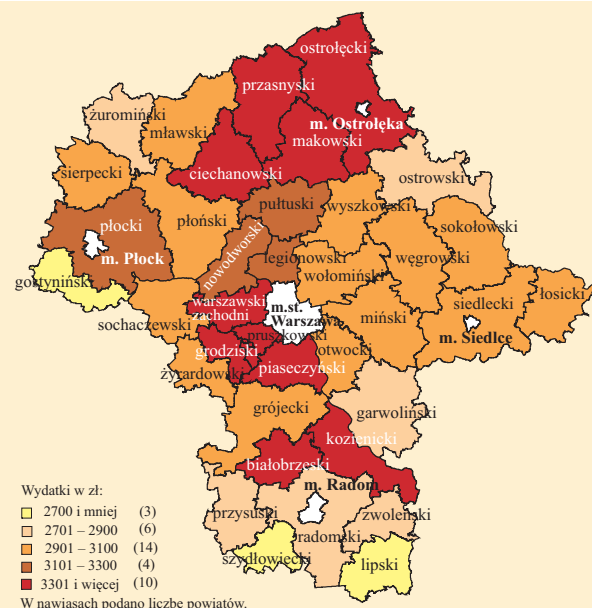 ostrołęcki
przasnyski
żuromiński
mławski
m. Ostrołęka
makowski
sierpecki
ciechanowski
ostrowski
pułtuski
wyszkowski
płocki
płoński
sokołowski
nowodworski
węgrowski
m. Płock
legionowski
wołomiński
gostyniński
siedlecki
łosicki
warszawski
zachodni
m.st.
Warszawa
sochaczewski
miński
pruszkowski
m. Siedlce
grodziski
otwocki
piaseczyński
żyrardowski
grójecki
garwoliński
kozienicki
białobrzeski
m. Radom
przysuski
zwoleński
radomski
szydłowiecki
lipski
Wydatki w zł:
2700 i mniej (3)
2701 – 2900 (6)
2901 – 3100 (14)
3101 – 3300 (4)
3301 i więcej (10)
W nawiasach podano liczbę powiatów.